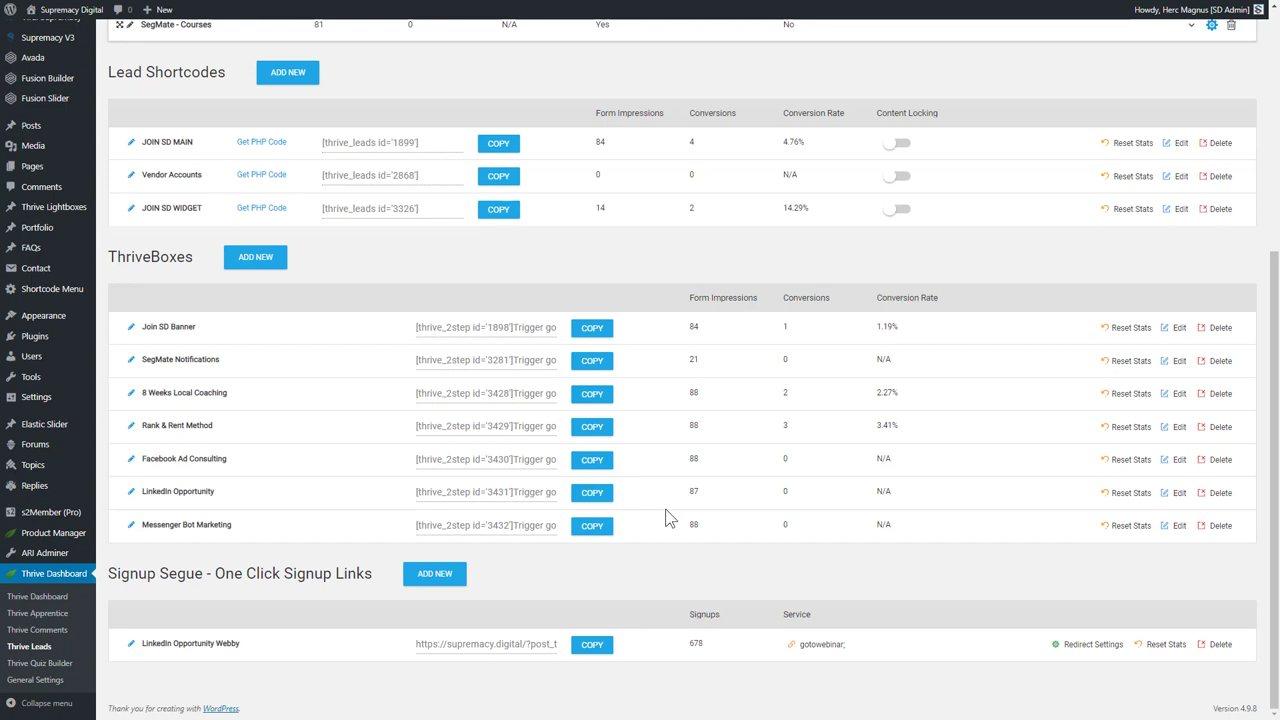 Supremacy Digital 0 New Howdy, Herc Magnus [SD Admin]
Supremacy V3
Avada
Fusion Builder
Fusion Slider
Posts
Media
Pages
Comments
Thrive Lightboxes
Portfolio
FAQs
Contact
Shortcode Menu
Appearance
Plugins
Users
Tools
Settings
Elastic Slider
Forums
Topics
Replies
s2Member (Pro)
Product Manager
ARI Adminer
Thrive Dashboard
Thrive Dashboard
Thrive Apprentice
Thrive Comments
Thrive Leads
Thrive Quiz Builder
General Settings
Collapse menu
SegMate - Courses 81 0 N/A Yes No
Lead Shortcodes ADD NEW
Form Impressions Conversions Conversion Rate Content Locking
JOIN SD MAIN Get PHP Code [thrive_leads id='1899'] COPY 84 4 4.76% Reset Stats Edit Delete
Vendor Accounts Get PHP Code [thrive_leads id='2868'] COPY 0 0 N/A Reset Stats Edit Delete
JOIN SD WIDGET Get PHP Code [thrive_leads id='3326'] COPY 14 2 14.29% Reset Stats Edit Delete
ThriveBoxes ADD NEW
Form Impressions Conversions Conversion Rate
Join SD Banner [thrive_2step id='1898']Trigger go COPY 84 1 1.19% Reset Stats Edit Delete
SegMate Notifications [thrive_2step id='3281']Trigger go COPY 21 0 N/A Reset Stats Edit Delete
8 Weeks Local Coaching [thrive_2step id='3428']Trigger go COPY 88 2 2.27% Reset Stats Edit Delete
Rank & Rent Method [thrive_2step id='3429']Trigger go COPY 88 3 3.41% Reset Stats Edit Delete
Facebook Ad Consulting [thrive_2step id='3430']Trigger go COPY 88 0 N/A Reset Stats Edit Delete
LinkedIn Opportunity [thrive_2step id='3431']Trigger go COPY 87 0 N/A Reset Stats Edit Delete
Messenger Bot Marketing [thrive_2step id='3432']Trigger go COPY 88 0 N/A Reset Stats Edit Delete
Signup Segue - One Click Signup Links ADD NEW
Signups Service
LinkedIn Opportunity Webby https://supremacy.digital/?post_t COPY 678 gotowebinar; Redirect Settings Reset Stats Delete
Thank you for creating with WordPress. Version 4.9.8